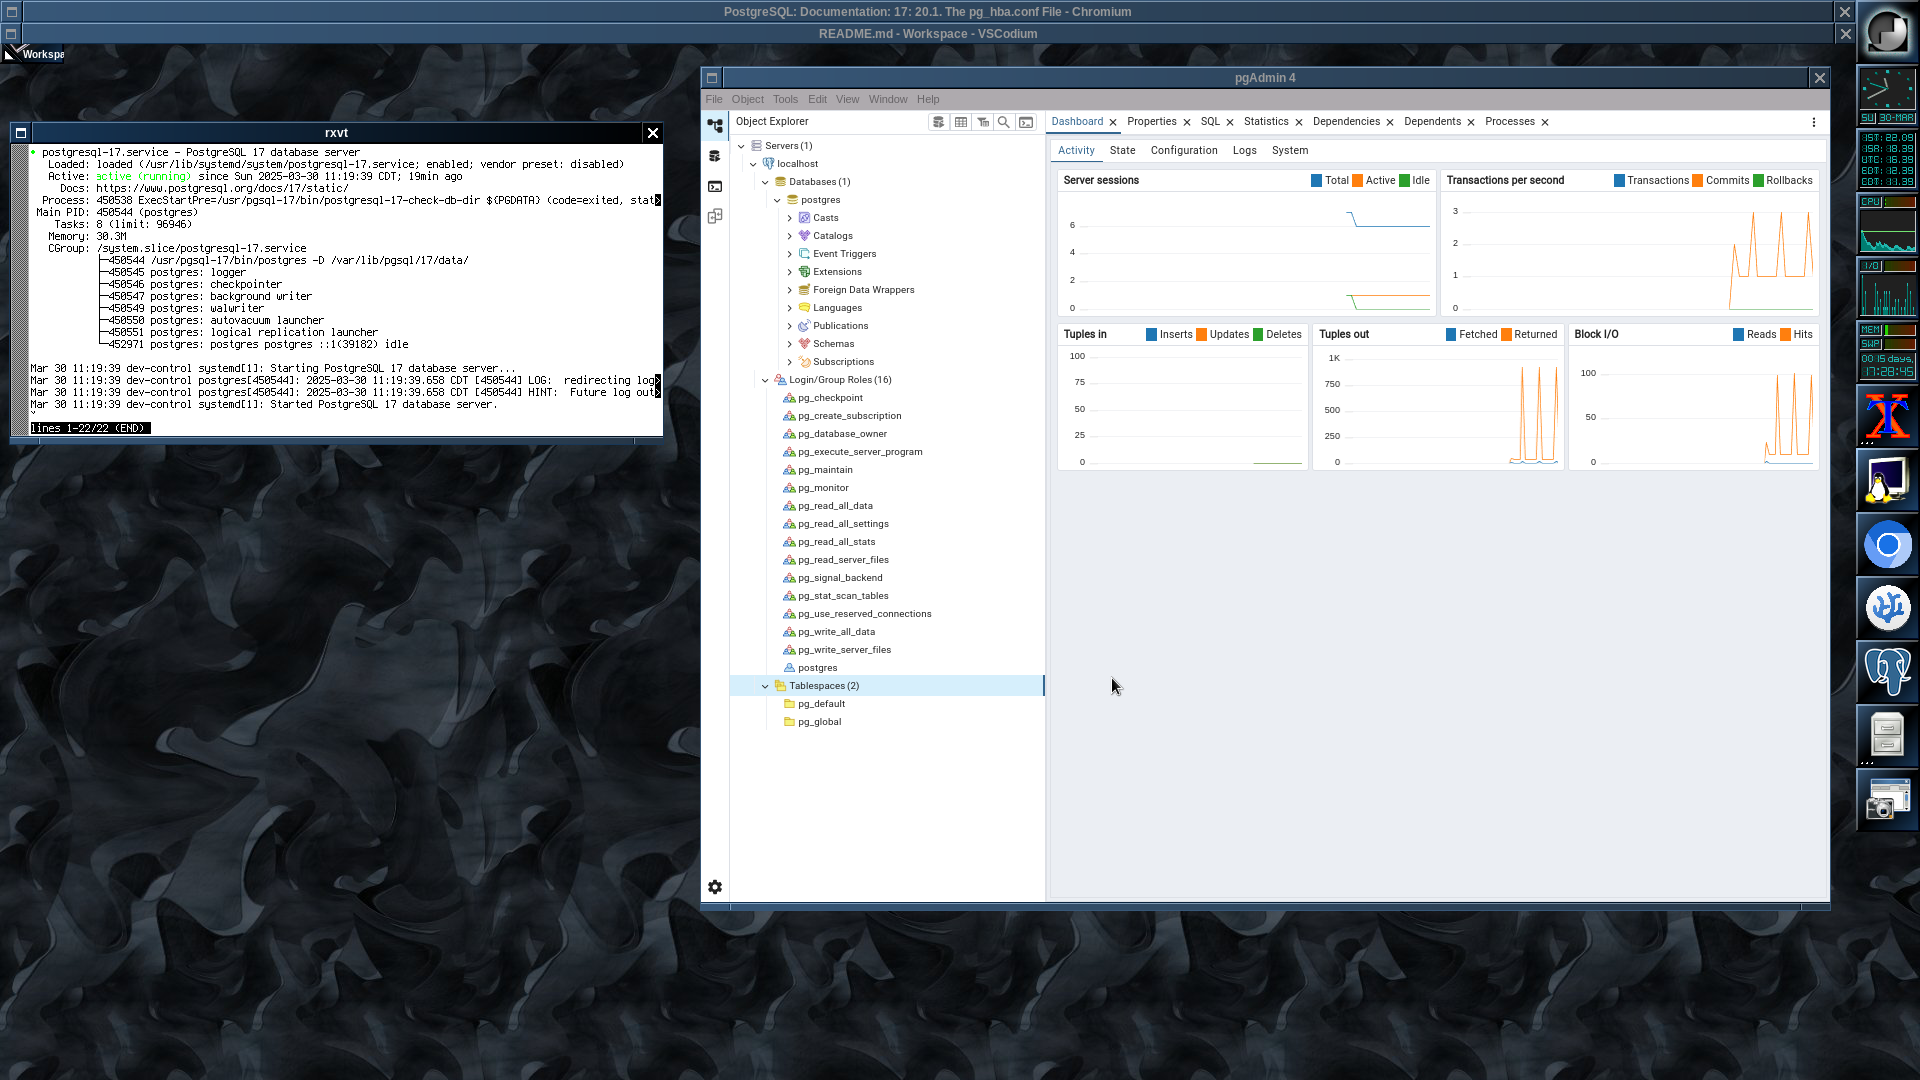 PostgreSQL: Documentation: 17: 20.1. The pg_hba.conf File - Chromium
README.md - Workspace - VSCodium
Workspa
rxvt
• postgresql-17.service - PostgreSQL 17 database server
Loaded: loaded (/usr/lib/systemd/system/postgresql-17.service; enabled; vendor preset: disabled)
Active: active (running) since Sun 2025-03-30 11:19:39 CDT; 19min ago
Docs: https://www.postgresql.org/docs/17/static/
Process: 450538 ExecStartPre=/usr/pgsql-17/bin/postgresql-17-check-db-dir ${PGDATA} (code=exited, stat>
Main PID: 450544 (postgres)
Tasks: 8 (limit: 96946)
Memory: 30.3M
CGroup: /system.slice/postgresql-17.service
├─450544 /usr/pgsql-17/bin/postgres -D /var/lib/pgsql/17/data/
├─450545 postgres: logger
├─450546 postgres: checkpointer
├─450547 postgres: background writer
├─450549 postgres: walwriter
├─450550 postgres: autovacuum launcher
├─450551 postgres: logical replication launcher
└─452971 postgres: postgres postgres ::1(39182) idle
Mar 30 11:19:39 dev-control systemd[1]: Starting PostgreSQL 17 database server...
Mar 30 11:19:39 dev-control postgres[450544]: 2025-03-30 11:19:39.658 CDT [450544] LOG:  redirecting log>
Mar 30 11:19:39 dev-control postgres[450544]: 2025-03-30 11:19:39.658 CDT [450544] HINT:  Future log out>
Mar 30 11:19:39 dev-control systemd[1]: Started PostgreSQL 17 database server.
~
lines 1-22/22 (END)
pgAdmin 4
File Object Tools Edit View Window Help
Object Explorer
Servers (1)
localhost
Databases (1)
postgres
Casts
Catalogs
Event Triggers
Extensions
Foreign Data Wrappers
Languages
Publications
Schemas
Subscriptions
Login/Group Roles (16)
pg_checkpoint
pg_create_subscription
pg_database_owner
pg_execute_server_program
pg_maintain
pg_monitor
pg_read_all_data
pg_read_all_settings
pg_read_all_stats
pg_read_server_files
pg_signal_backend
pg_stat_scan_tables
pg_use_reserved_connections
pg_write_all_data
pg_write_server_files
postgres
Tablespaces (2)
pg_default
pg_global
Dashboard Properties SQL Statistics Dependencies Dependents Processes
Activity State Configuration Logs System
Server sessions Total Active Idle
6
4
2
0
Transactions per second Transactions Commits Rollbacks
3
2
1
0
Tuples in Inserts Updates Deletes
100
75
50
25
0
Tuples out Fetched Returned
1K
750
500
250
0
Block I/O Reads Hits
100
50
0
SU 30-MAR
IST: 22.09
ISR: 19.39
UTC: 16.39
EDT: 12.39
CDT: 11.39
CPU
I/O
MEM
SWP
0015 days,
17:28:45